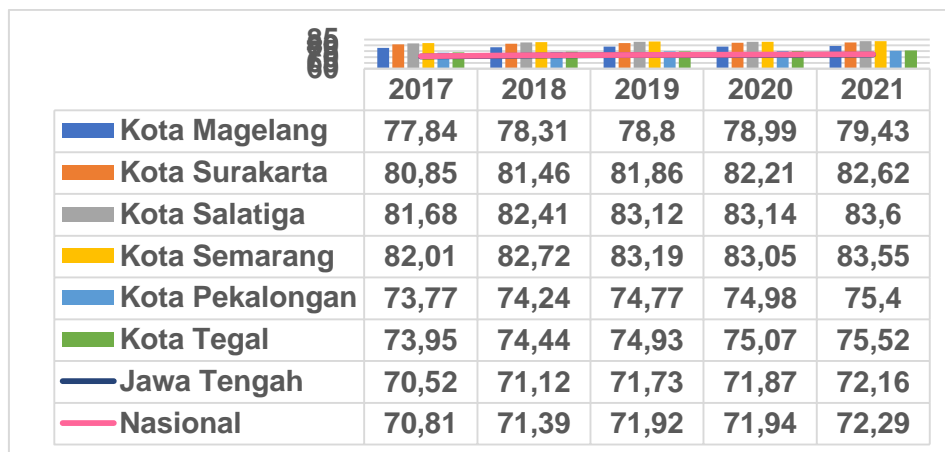 85
60
2017 2018 2019 2020 2021
Kota Magelang 77,84 78,31 78,8 78,99 79,43
Kota Surakarta 80,85 81,46 81,86 82,21 82,62
Kota Salatiga 81,68 82,41 83,12 83,14 83,6
Kota Semarang 82,01 82,72 83,19 83,05 83,55
Kota Pekalongan 73,77 74,24 74,77 74,98 75,4
Kota Tegal 73,95 74,44 74,93 75,07 75,52
Jawa Tengah 70,52 71,12 71,73 71,87 72,16
Nasional 70,81 71,39 71,92 71,94 72,29